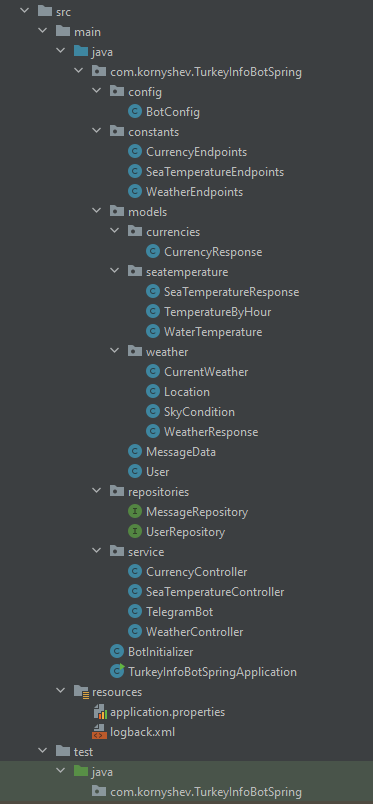 src
main
java
com.kornyshev.TurkeyInfoBotSpring
config
BotConfig
constants
CurrencyEndpoints
SeaTemperatureEndpoints
WeatherEndpoints
models
currencies
CurrencyResponse
seatemperature
SeaTemperatureResponse
TemperatureByHour
WaterTemperature
weather
CurrentWeather
Location
SkyCondition
WeatherResponse
MessageData
User
repositories
MessageRepository
UserRepository
service
CurrencyController
SeaTemperatureController
TelegramBot
WeatherController
BotInitializer
TurkeyInfoBotSpringApplication
resources
application.properties
logback.xml
test
java
com.kornyshev.TurkeyInfoBotSpring